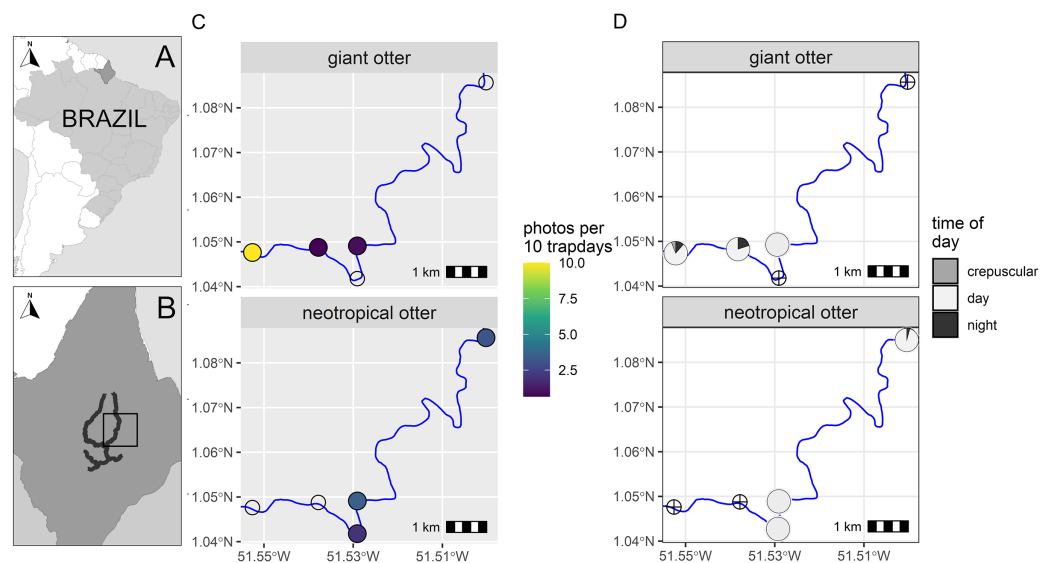 C
D
N
A
BRAZIL
N
B
giant otter
1.08°N
1.07°N
1.06°N
1.05°N
1.04°N
1 km
neotropical otter
1.08°N
1.07°N
1.06°N
1.05°N
1.04°N
1 km
51.55°W
51.53°W
51.51°W
photos per
10 trapdays
10.0
7.5
5.0
2.5
giant otter
1.08°N
1.07°N
1.06°N
1.05°N
1.04°N
1 km
neotropical otter
1.08°N
1.07°N
1.06°N
1.05°N
1.04°N
1 km
51.55°W
51.53°W
51.51°W
time of
day
crepuscular
day
night